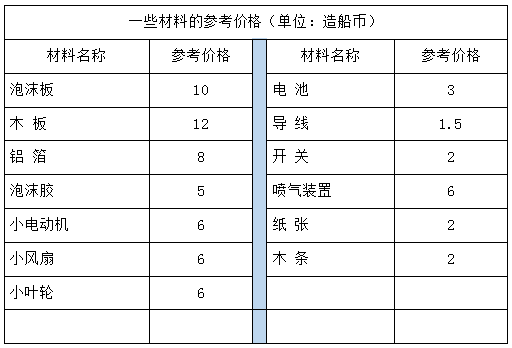 一些材料的参考价格（单位：造船币）
材料名称 参考价格 材料名称 参考价格
泡沫板 10 电 池 3
木 板 12 导 线 1.5
铝 箔 8 开 关 2
泡沫胶 5 喷气装置 6
小电动机 6 纸 张 2
小风扇 6 木 条 2
小叶轮 6